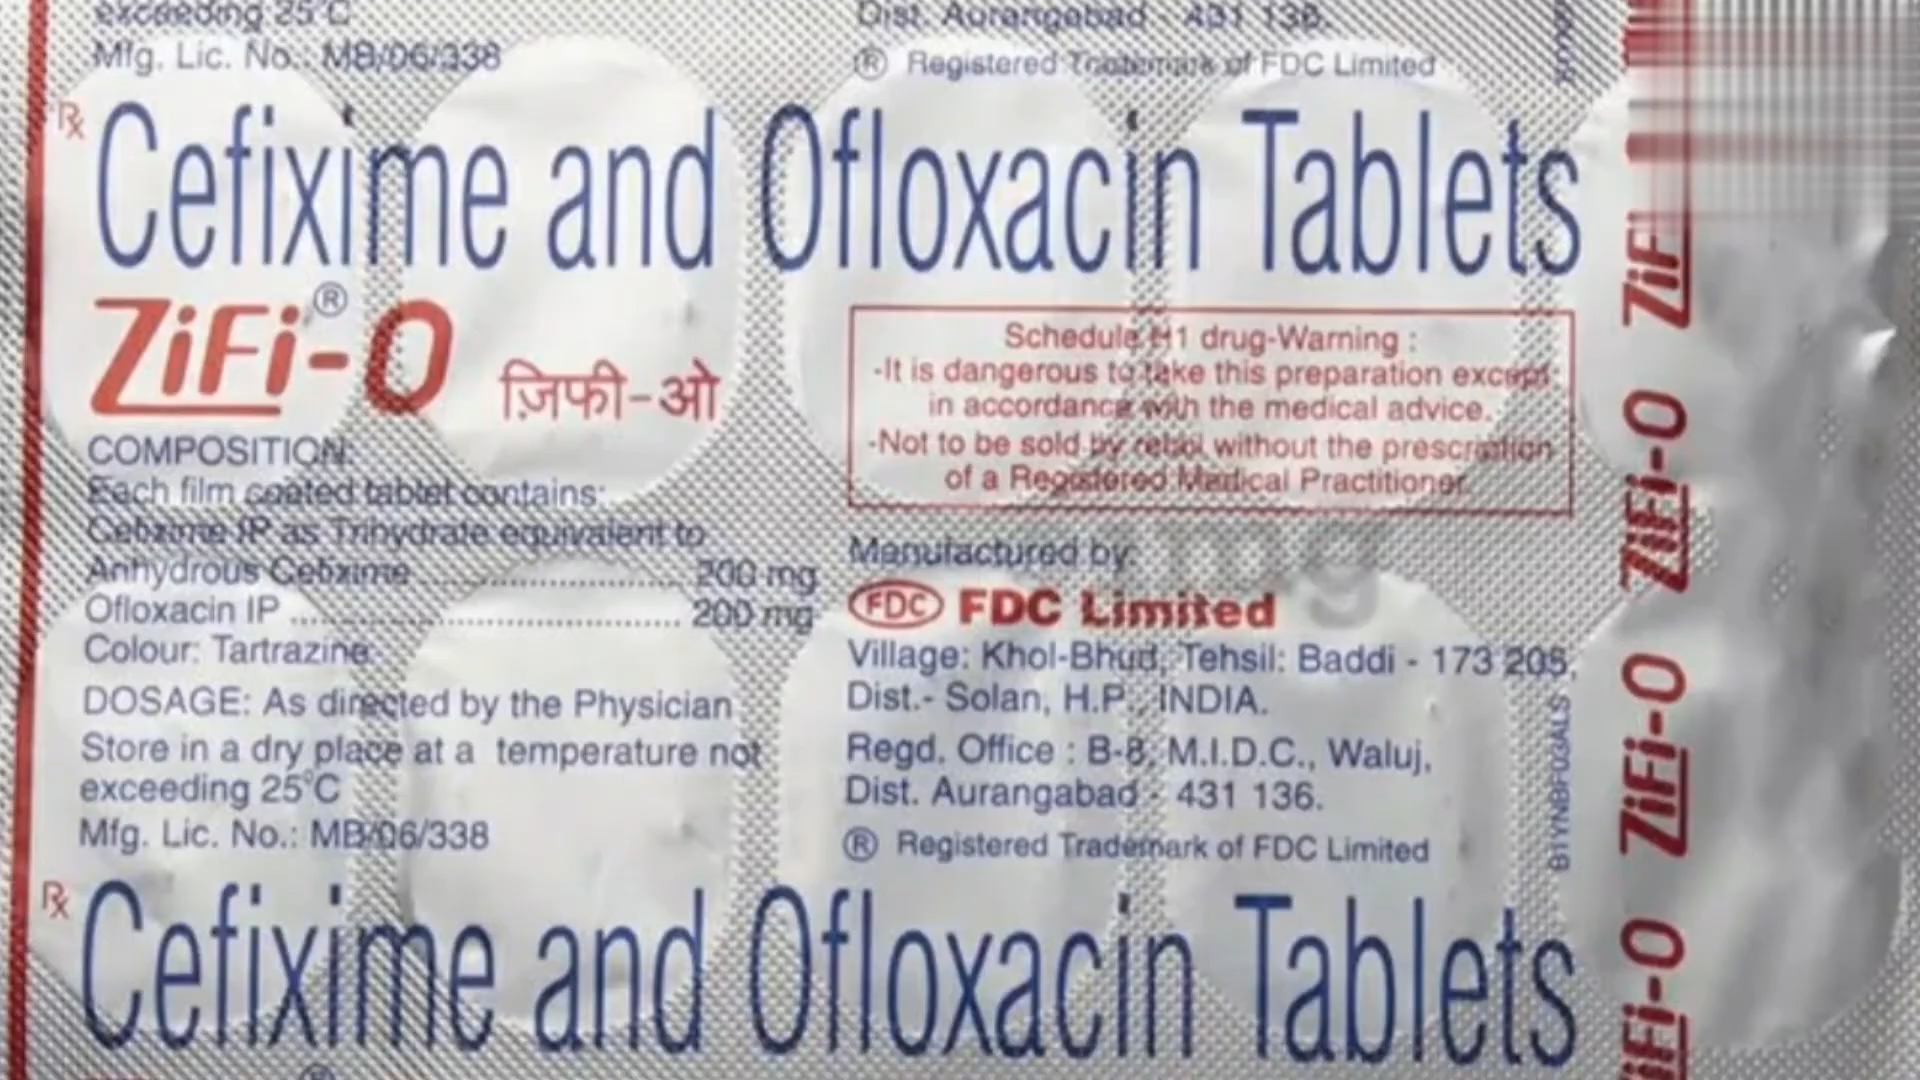 exceeding 25°C
Mfg. Lic. No.: MB/06/338
Dist. Aurangabad - 431 136.
® Registered Trademark of FDC Limited
Rx
Cefixime and Ofloxacin Tablets
ZiFi®-O
ज़िफी-ओ
COMPOSITION:
Each film coated tablet contains:
Cefixime IP as Trihydrate equivalent to
Anhydrous Cefixime ........................... 200 mg
Ofloxacin IP ........................................ 200 mg
Colour: Tartrazine
DOSAGE: As directed by the Physician
Store in a dry place at a temperature not
exceeding 25°C
Mfg. Lic. No.: MB/06/338
Schedule H1 drug-Warning :
-It is dangerous to take this preparation except
in accordance with the medical advice.
-Not to be sold by retail without the prescription
of a Registered Medical Practitioner.
Manufactured by:
FDC FDC Limited
Village: Khol-Bhud, Tehsil: Baddi - 173 205,
Dist.- Solan, H.P., INDIA.
Regd. Office : B-8, M.I.D.C., Waluj,
Dist. Aurangabad - 431 136.
® Registered Trademark of FDC Limited
B1YNBF03ALS
Rx
Cefixime and Ofloxacin Tablets
®
ZiFi
ZiFi-O
ZiFi-O
iFi-O